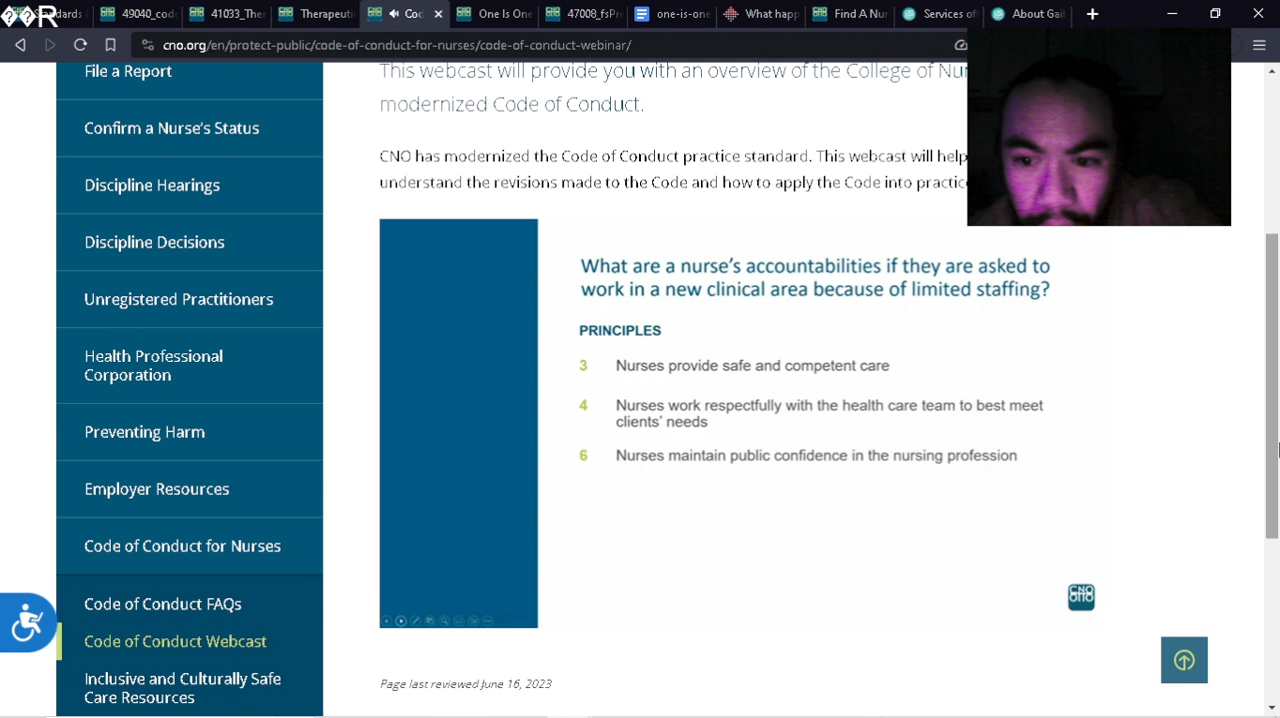 ��R
Standards
49040_cod
41033_The
Therapeuti
Cod
One Is One
47008_fsPr
one-is-one
What happ
Find A Nur
Services of
About Gail
cno.org/en/protect-public/code-of-conduct-for-nurses/code-of-conduct-webinar/
File a Report
Confirm a Nurse's Status
Discipline Hearings
Discipline Decisions
Unregistered Practitioners
Health Professional
Corporation
Preventing Harm
Employer Resources
Code of Conduct for Nurses
Code of Conduct FAQs
Code of Conduct Webcast
Inclusive and Culturally Safe
Care Resources
This webcast will provide you with an overview of the College of Nur
modernized Code of Conduct.
CNO has modernized the Code of Conduct practice standard. This webcast will help
understand the revisions made to the Code and how to apply the Code into practic
What are a nurse's accountabilities if they are asked to
work in a new clinical area because of limited staffing?
PRINCIPLES
3 Nurses provide safe and competent care
4 Nurses work respectfully with the health care team to best meet
clients' needs
6 Nurses maintain public confidence in the nursing profession
CNO
OIIO
Page last reviewed June 16, 2023